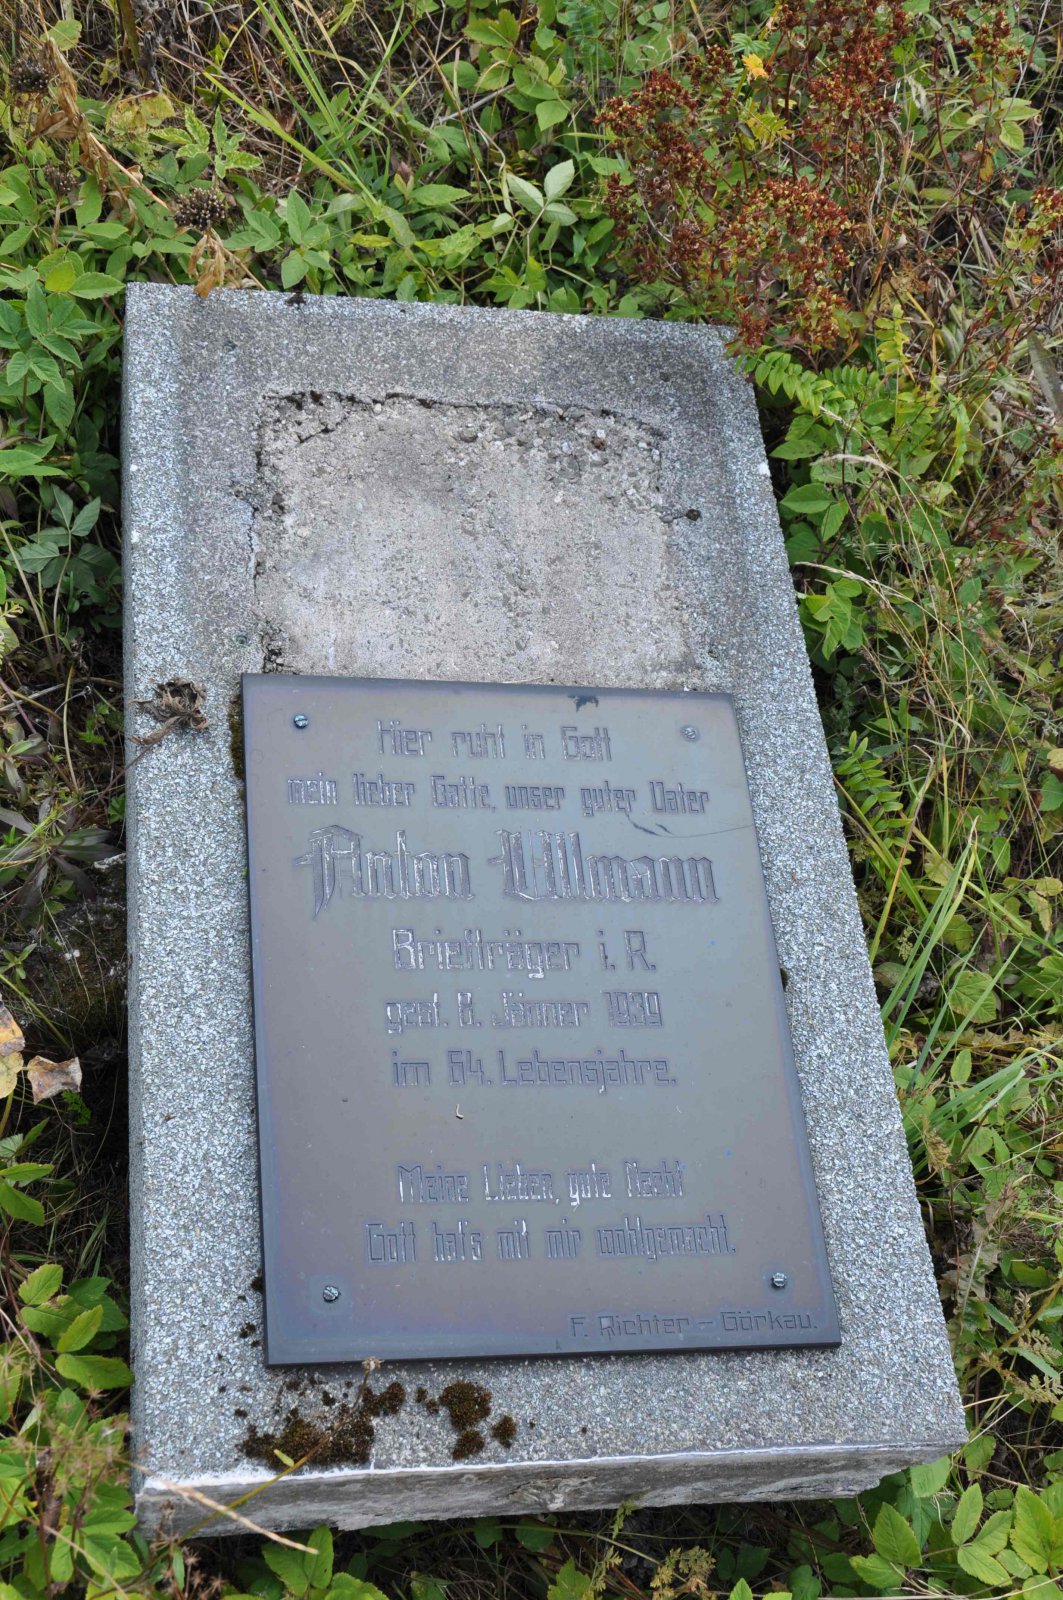 Hier ruht in Gott
mein lieber Gatte, unser guter Vater
Anton Ullmann
Briefträger i. R.
gest. 8. Jänner 1939
im 64. Lebensjahre.
Meine Lieben, gute Nacht
Gott hat's mit mir wohlgemacht.
F. Richter – Görkau.